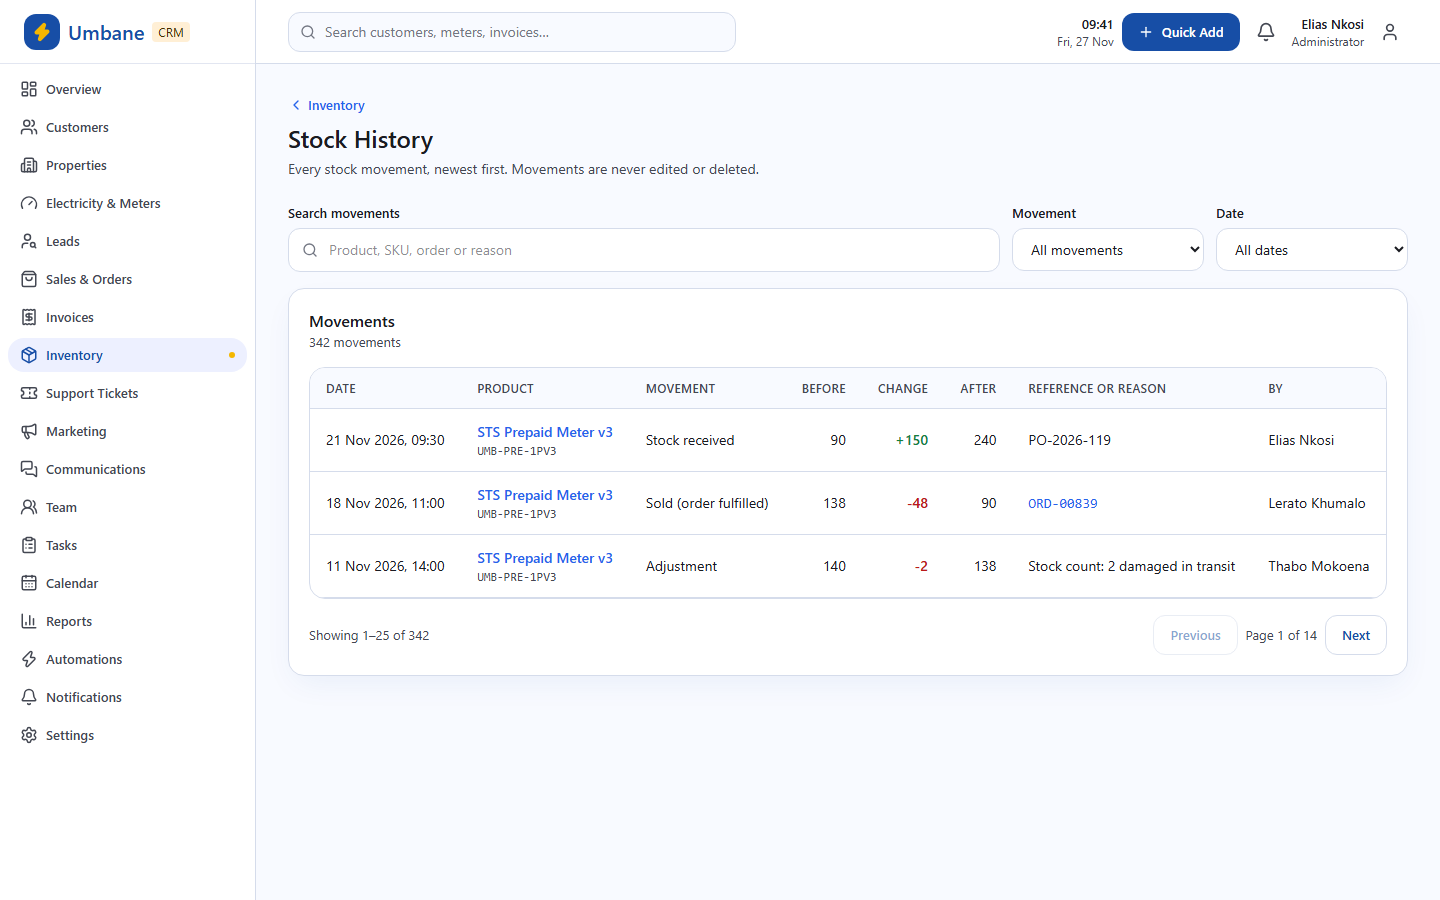 Umbane CRM
Search customers, meters, invoices...
09:41
Fri, 27 Nov
Quick Add
Elias Nkosi
Administrator
Overview
Customers
Properties
Electricity & Meters
Leads
Sales & Orders
Invoices
Inventory
Support Tickets
Marketing
Communications
Team
Tasks
Calendar
Reports
Automations
Notifications
Settings
Inventory
Stock History
Every stock movement, newest first. Movements are never edited or deleted.
Search movements
Product, SKU, order or reason
Movement
All movements
Date
All dates
Movements
342 movements
DATE PRODUCT MOVEMENT BEFORE CHANGE AFTER REFERENCE OR REASON BY
21 Nov 2026, 09:30 STS Prepaid Meter v3 Stock received 90 +150 240 PO-2026-119 Elias Nkosi
UMB-PRE-1PV3
18 Nov 2026, 11:00 STS Prepaid Meter v3 Sold (order fulfilled) 138 -48 90 ORD-00839 Lerato Khumalo
UMB-PRE-1PV3
11 Nov 2026, 14:00 STS Prepaid Meter v3 Adjustment 140 -2 138 Stock count: 2 damaged in transit Thabo Mokoena
UMB-PRE-1PV3
Showing 1–25 of 342
Previous Page 1 of 14 Next